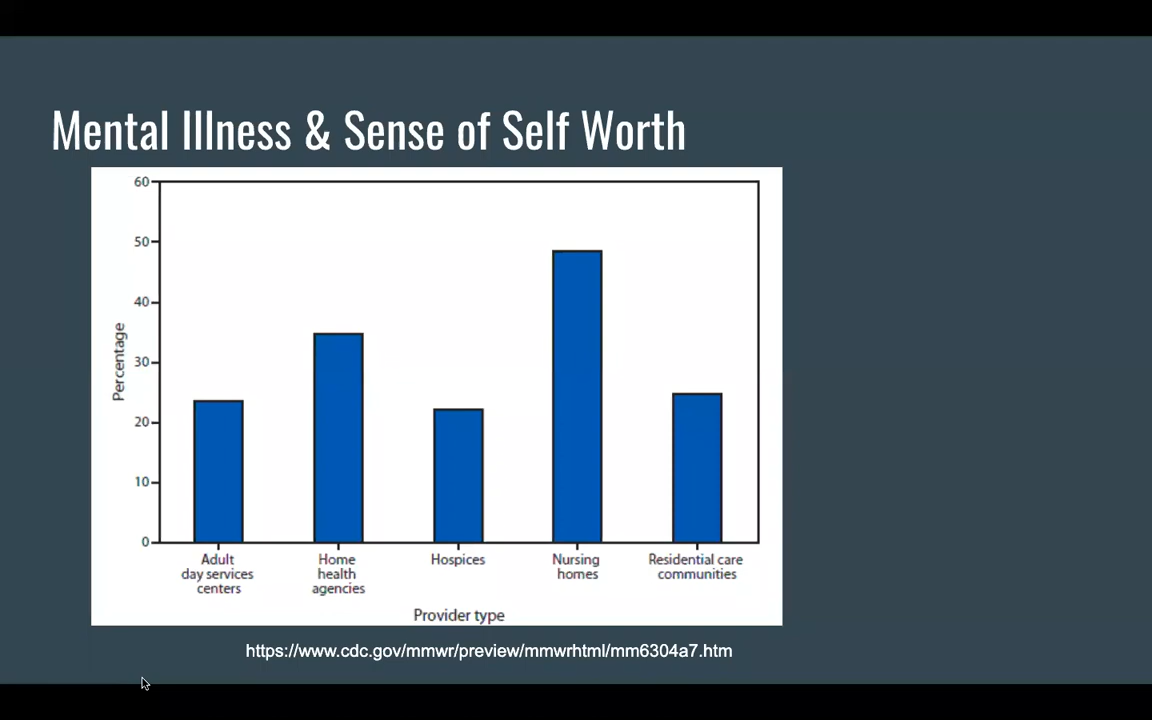 Mental Illness & Sense of Self Worth
60
50
40
30
20
10
0
Percentage
Adult
day services
centers
Home
health
agencies
Hospices
Nursing
homes
Residential care
communities
Provider type
https://www.cdc.gov/mmwr/preview/mmwrhtml/mm6304a7.htm